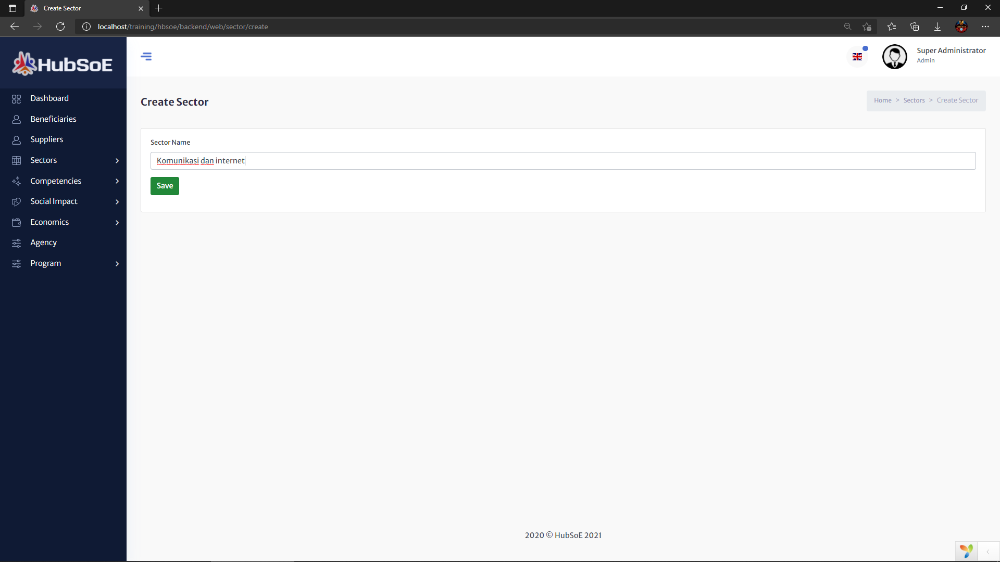 Create Sector
localhost/training/hbsoe/backend/web/sector/create
HubSoE
Super Administrator
Admin
Dashboard
Beneficiaries
Suppliers
Sectors
Competencies
Social Impact
Economics
Agency
Program
Create Sector
Home > Sectors > Create Sector
Sector Name
Komunikasi dan internet
Save
2020 © HubSoE 2021